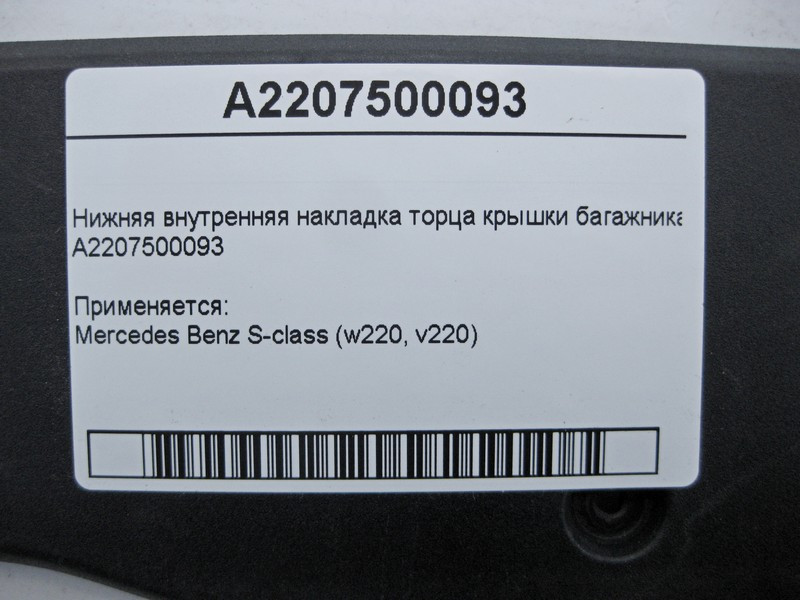 A2207500093
Нижняя внутренняя накладка торца крышки багажника
A2207500093
Применяется:
Mercedes Benz S-class (w220, v220)